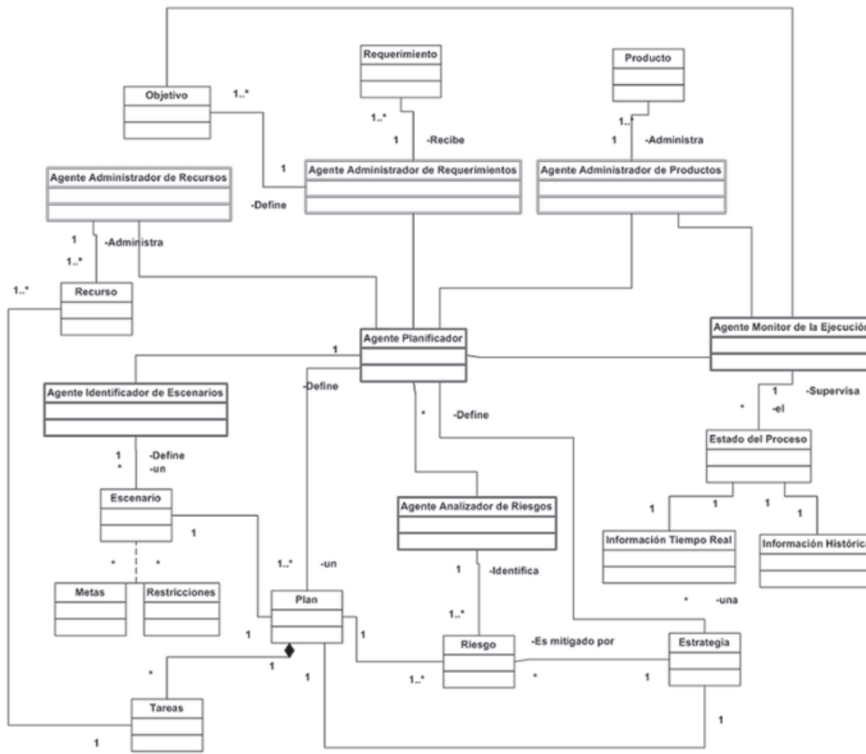 Requerimiento
Producto
Objetivo
1..*
1..*
1
-Recibe
1..*
1
-Administra
Agente Administrador de Recursos
1
-Define
Agente Administrador de Requerimientos
Agente Administrador de Productos
1
-Administra
1..*
1..*
Recurso
Agente Planificador
Agente Monitor de la Ejecución
1
-Define
Agente Identificador de Escenarios
*
-Define
1
-Supervisa
*
-el
Estado del Proceso
1
-Define
*
-un
Escenario
1
Agente Analizador de Riesgos
1
1
1
1
Información Tiempo Real
Información Histórica
*
*
1..*
-un
1
-Identifica
Metas
Restricciones
Plan
1..*
*
-una
1
1
Riesgo
-Es mitigado por
Estrategia
*
1
1
1..*
*
1
Tareas
1
1